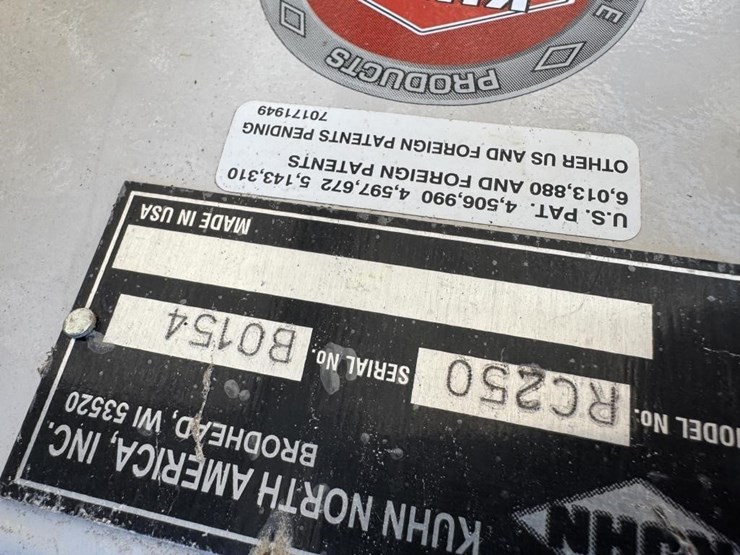 KUHN
KUHN NORTH AMERICA, INC.
BRODHEAD, WI 53520
MODEL No. RC250 SERIAL No. B0154
MADE IN USA
U.S. PAT. 4,506,990 4,597,672 5,143,310
6,013,880 AND FOREIGN PATENTS
OTHER US AND FOREIGN PATENTS PENDING
70171949
PRODUCTS